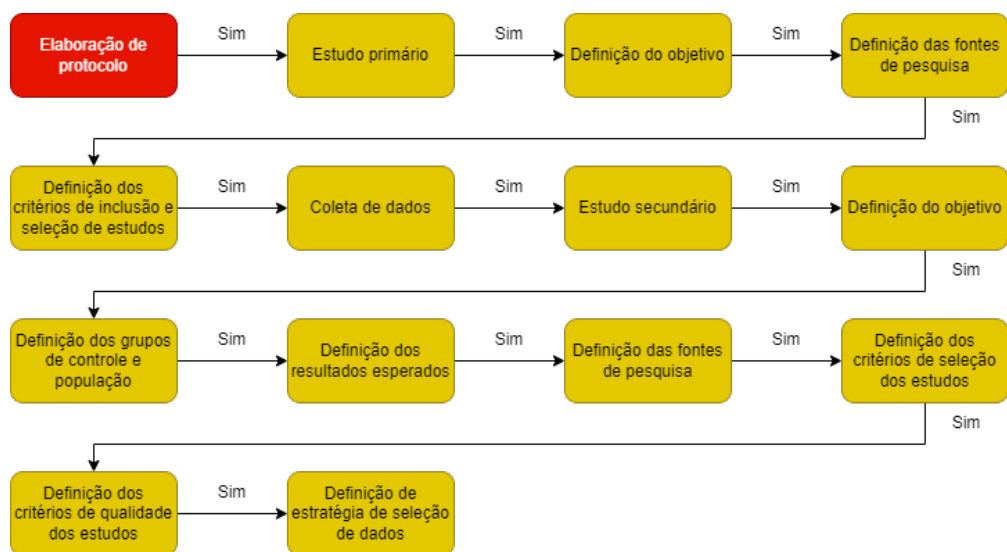 Elaboração de
protocolo
Sim
Estudo primário
Sim
Definição do objetivo
Sim
Definição das fontes
de pesquisa
Sim
Definição dos
critérios de inclusão e
seleção de estudos
Sim
Coleta de dados
Sim
Estudo secundário
Sim
Definição do objetivo
Sim
Definição dos grupos
de controle e
população
Sim
Definição dos
resultados esperados
Sim
Definição das fontes
de pesquisa
Sim
Definição dos
critérios de seleção
dos estudos
Sim
Definição dos
critérios de qualidade
dos estudos
Sim
Definição de
estratégia de seleção
de dados